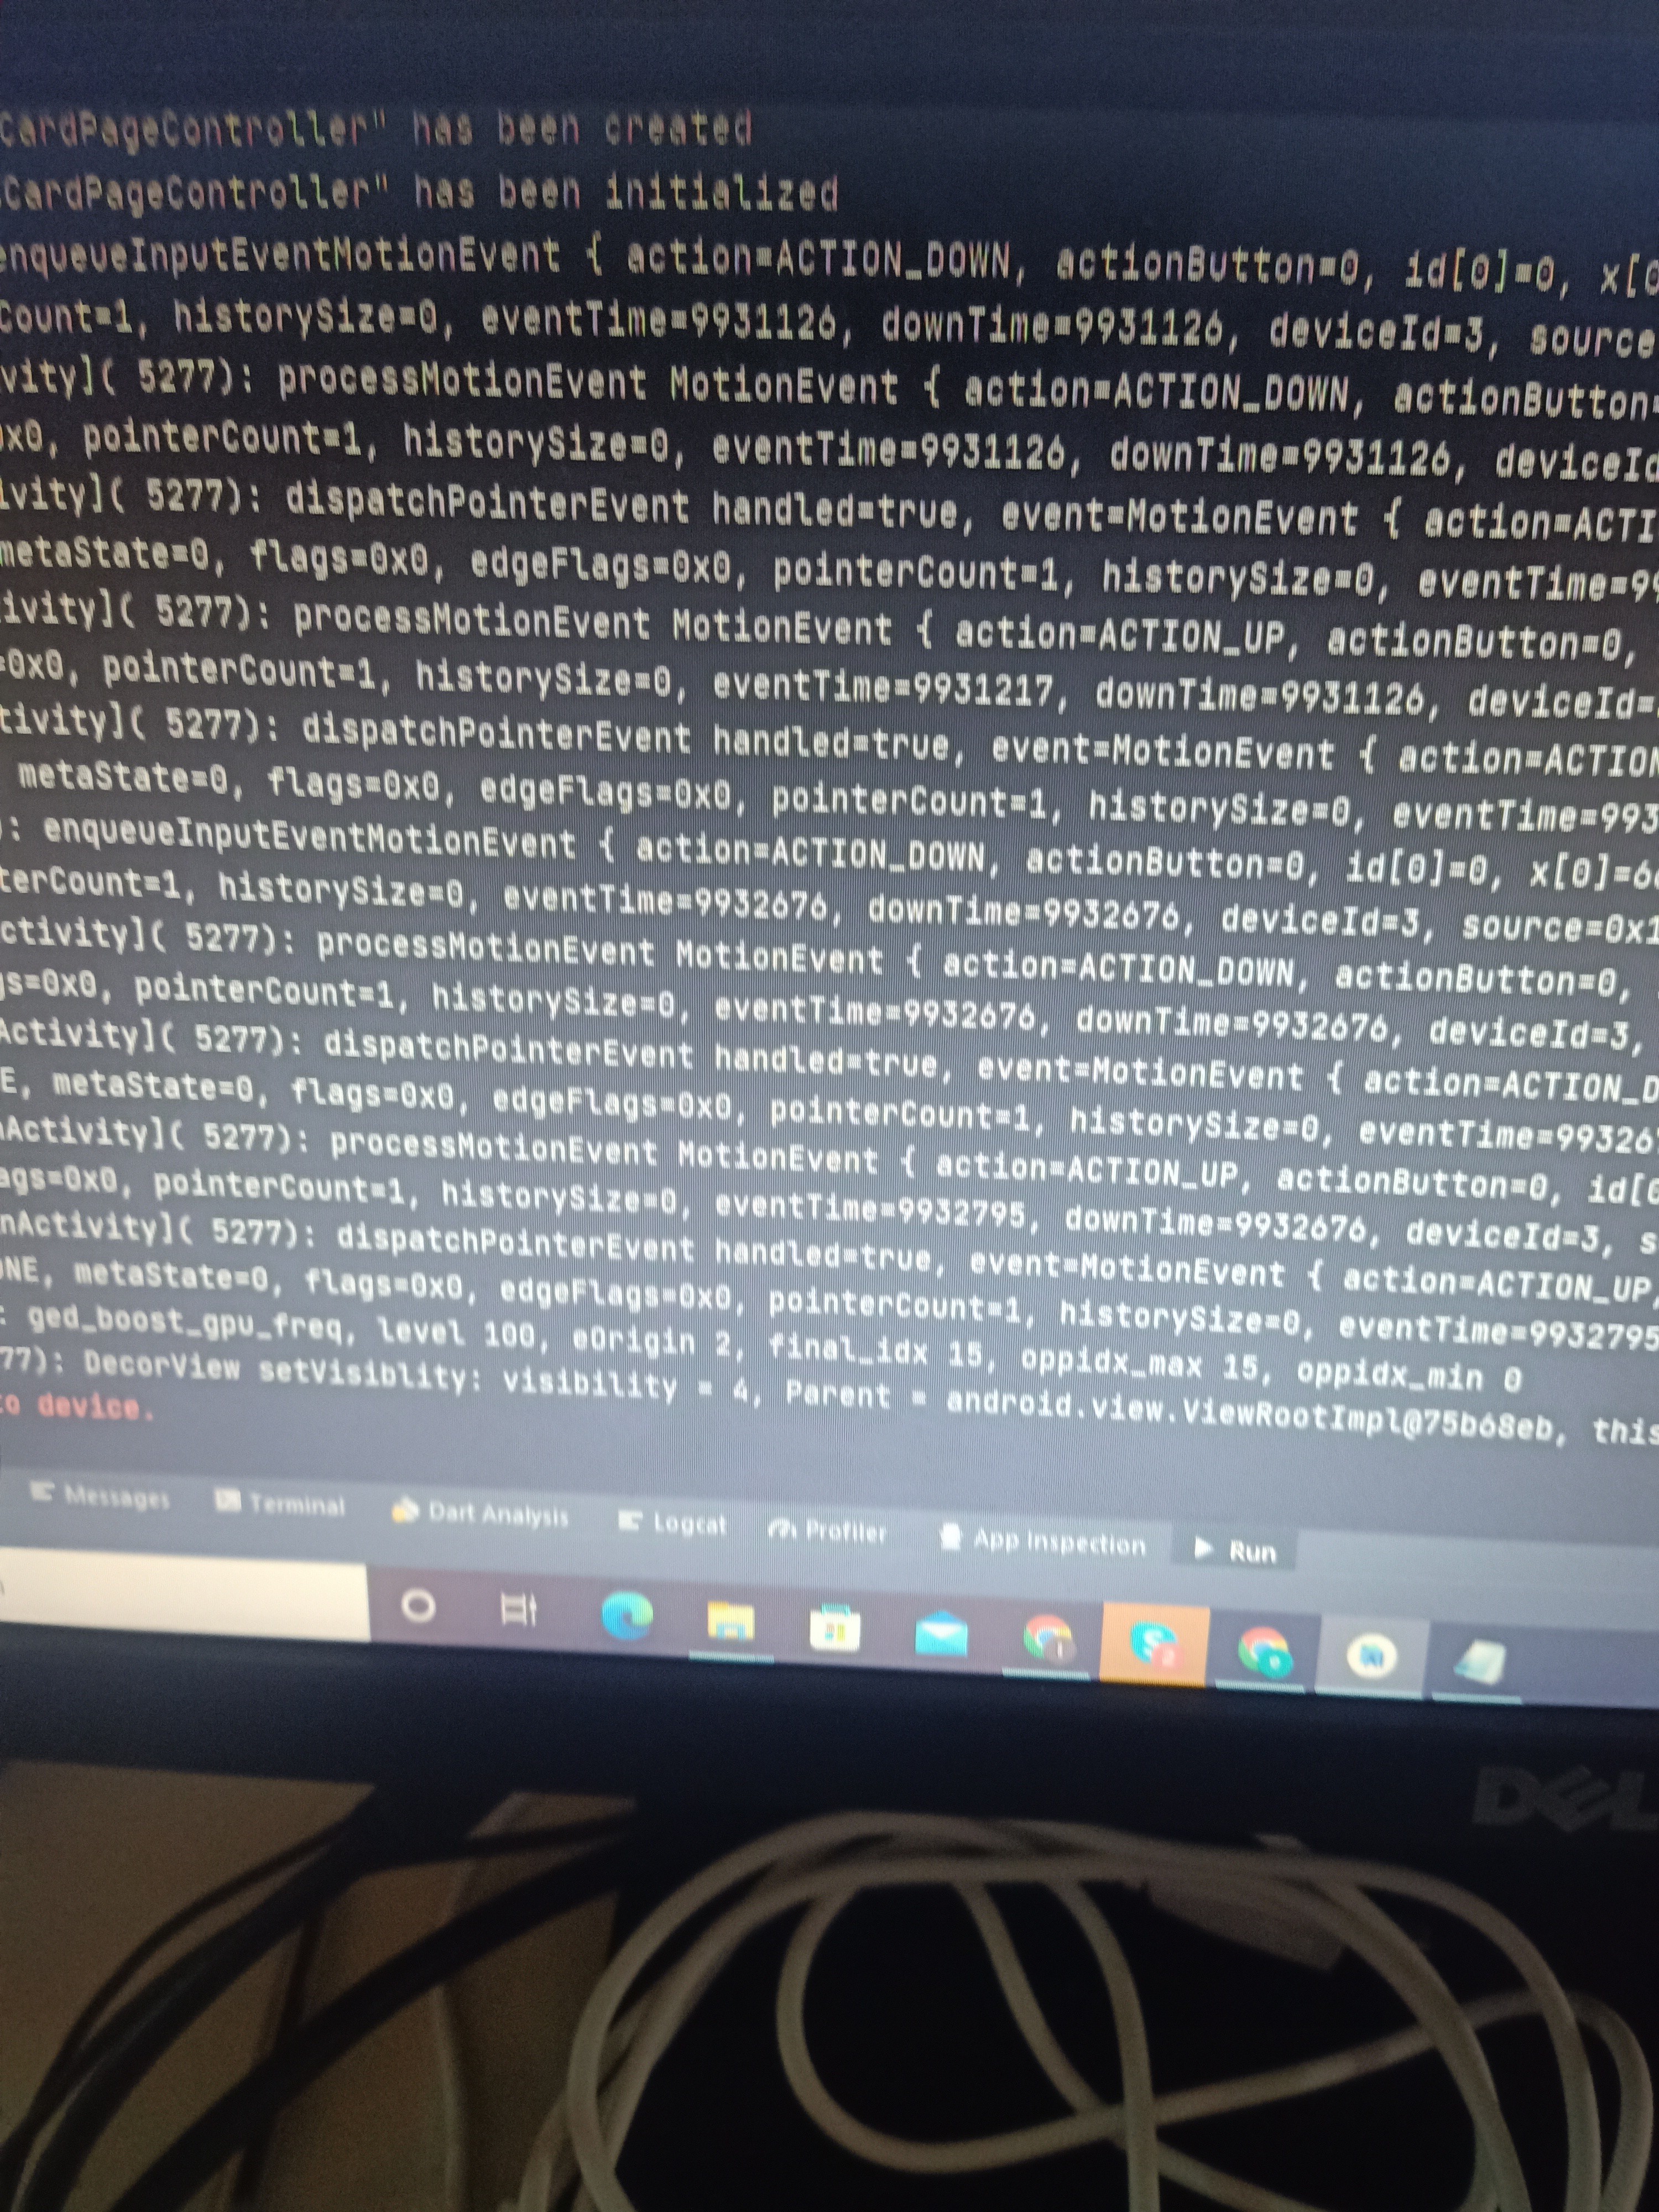 CardPageController" has been created
CardPageController" has been initialized
enqueueInputEventMotionEvent { action=ACTION_DOWN, actionButton=0, id[0]=0, x[0
Count=1, historySize=0, eventTime=9931126, downTime=9931126, deviceId=3, source
vity]( 5277): processMotionEvent MotionEvent { action=ACTION_DOWN, actionButton=
0x0, pointerCount=1, historySize=0, eventTime=9931126, downTime=9931126, deviceId
ivity]( 5277): dispatchPointerEvent handled=true, event=MotionEvent { action=ACTI
metaState=0, flags=0x0, edgeFlags=0x0, pointerCount=1, historySize=0, eventTime=99
ivity]( 5277): processMotionEvent MotionEvent { action=ACTION_UP, actionButton=0,
=0x0, pointerCount=1, historySize=0, eventTime=9931217, downTime=9931126, deviceId=
tivity]( 5277): dispatchPointerEvent handled=true, event=MotionEvent { action=ACTION
metaState=0, flags=0x0, edgeFlags=0x0, pointerCount=1, historySize=0, eventTime=993
): enqueueInputEventMotionEvent { action=ACTION_DOWN, actionButton=0, id[0]=0, x[0]=6
terCount=1, historySize=0, eventTime=9932676, downTime=9932676, deviceId=3, source=0x1
ctivity]( 5277): processMotionEvent MotionEvent { action=ACTION_DOWN, actionButton=0,
gs=0x0, pointerCount=1, historySize=0, eventTime=9932676, downTime=9932676, deviceId=3,
Activity]( 5277): dispatchPointerEvent handled=true, event=MotionEvent { action=ACTION_D
E, metaState=0, flags=0x0, edgeFlags=0x0, pointerCount=1, historySize=0, eventTime=993267
nActivity]( 5277): processMotionEvent MotionEvent { action=ACTION_UP, actionButton=0, id[0
ags=0x0, pointerCount=1, historySize=0, eventTime=9932795, downTime=9932676, deviceId=3, s
nActivity]( 5277): dispatchPointerEvent handled=true, event=MotionEvent { action=ACTION_UP,
ONE, metaState=0, flags=0x0, edgeFlags=0x0, pointerCount=1, historySize=0, eventTime=9932795
: ged_boost_gpu_freq, level 100, eOrigin 2, final_idx 15, oppidx_max 15, oppidx_min 0
77): DecorView setVisiblity: visibility = 4, Parent = android.view.ViewRootImpl@75b68eb, this
to device.
Messages Terminal Dart Analysis Logcat Profiler App Inspection Run
DELL